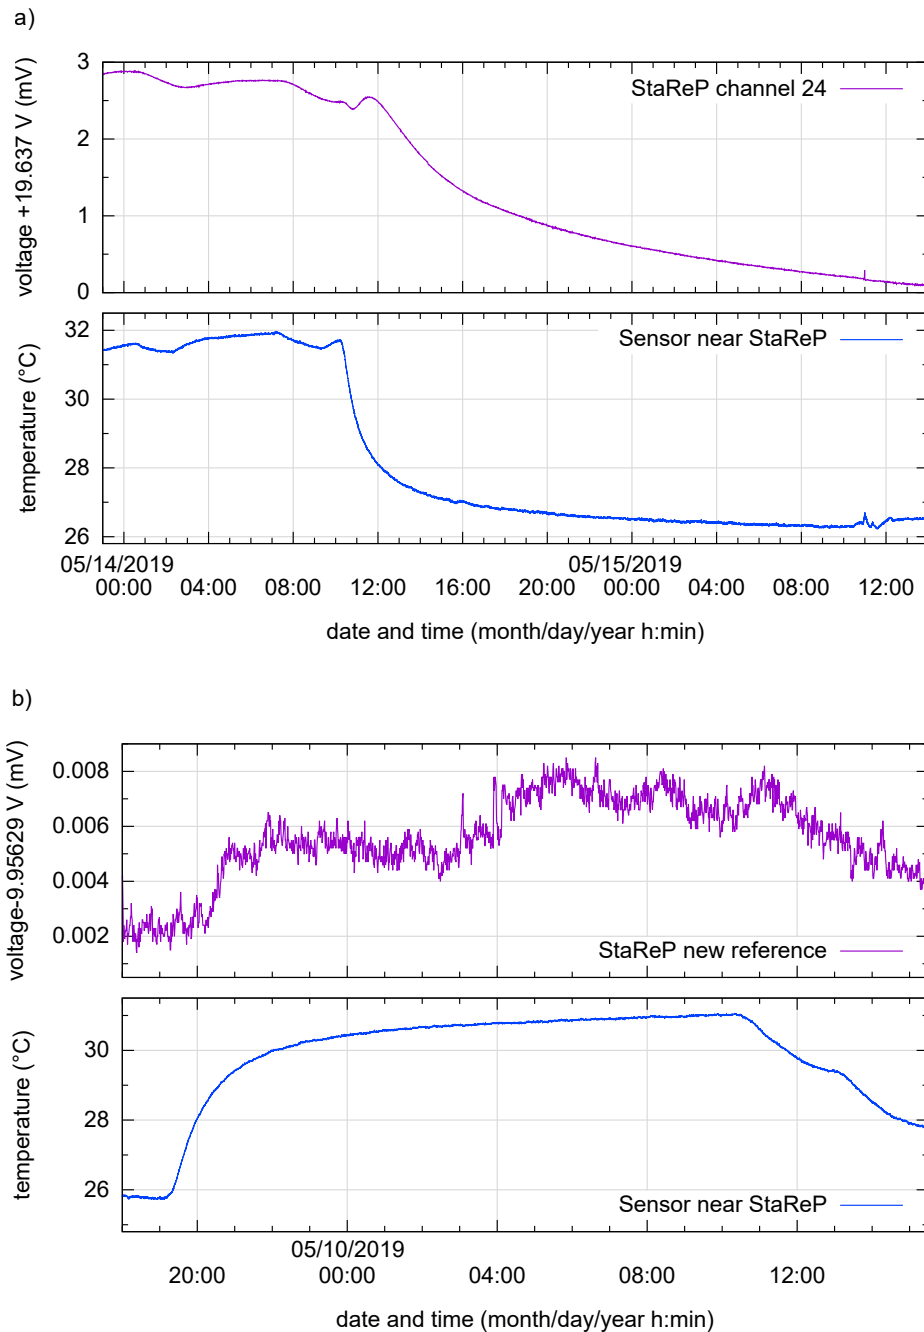 a)
voltage +19.637 V (mV)
3
2
1
0
StaReP channel 24
temperature (°C)
32
30
28
26
Sensor near StaReP
05/14/2019 05/15/2019
00:00 04:00 08:00 12:00 16:00 20:00 00:00 04:00 08:00 12:00
date and time (month/day/year h:min)
b)
voltage-9.95629 V (mV)
0.008
0.006
0.004
0.002
StaReP new reference
temperature (°C)
30
28
26
Sensor near StaReP
05/10/2019
20:00 00:00 04:00 08:00 12:00
date and time (month/day/year h:min)